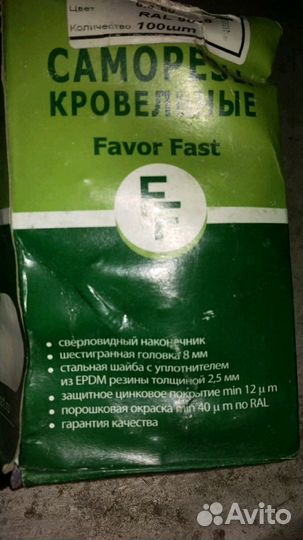 Цвет
RAL
Количество 100шт
САМОРЕЗЫ
КРОВЕЛЬНЫЕ
Favor Fast
FF
• сверловидный наконечник
• шестигранная головка 8 мм
• стальная шайба с уплотнителем
из EPDM резины толщиной 2,5 мм
• защитное цинковое покрытие min 12 μm
• порошковая окраска min 40 μm по RAL
• гарантия качества
Avito